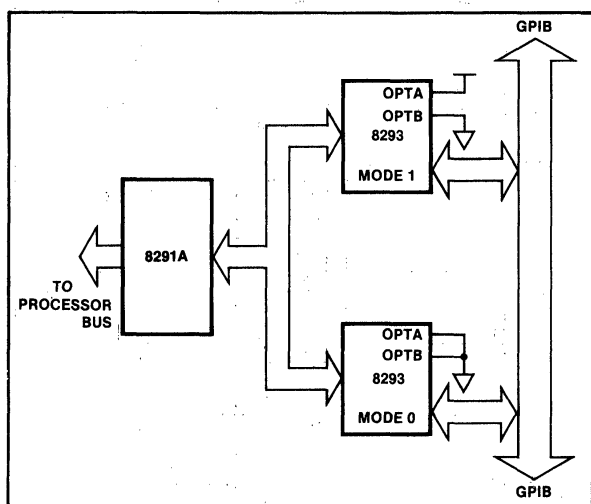 GPIB
OPTA
OPTB
8293
MODE 1
8291A
TO
PROCESSOR
BUS
OPTA
OPTB
8293
MODE 0
GPIB